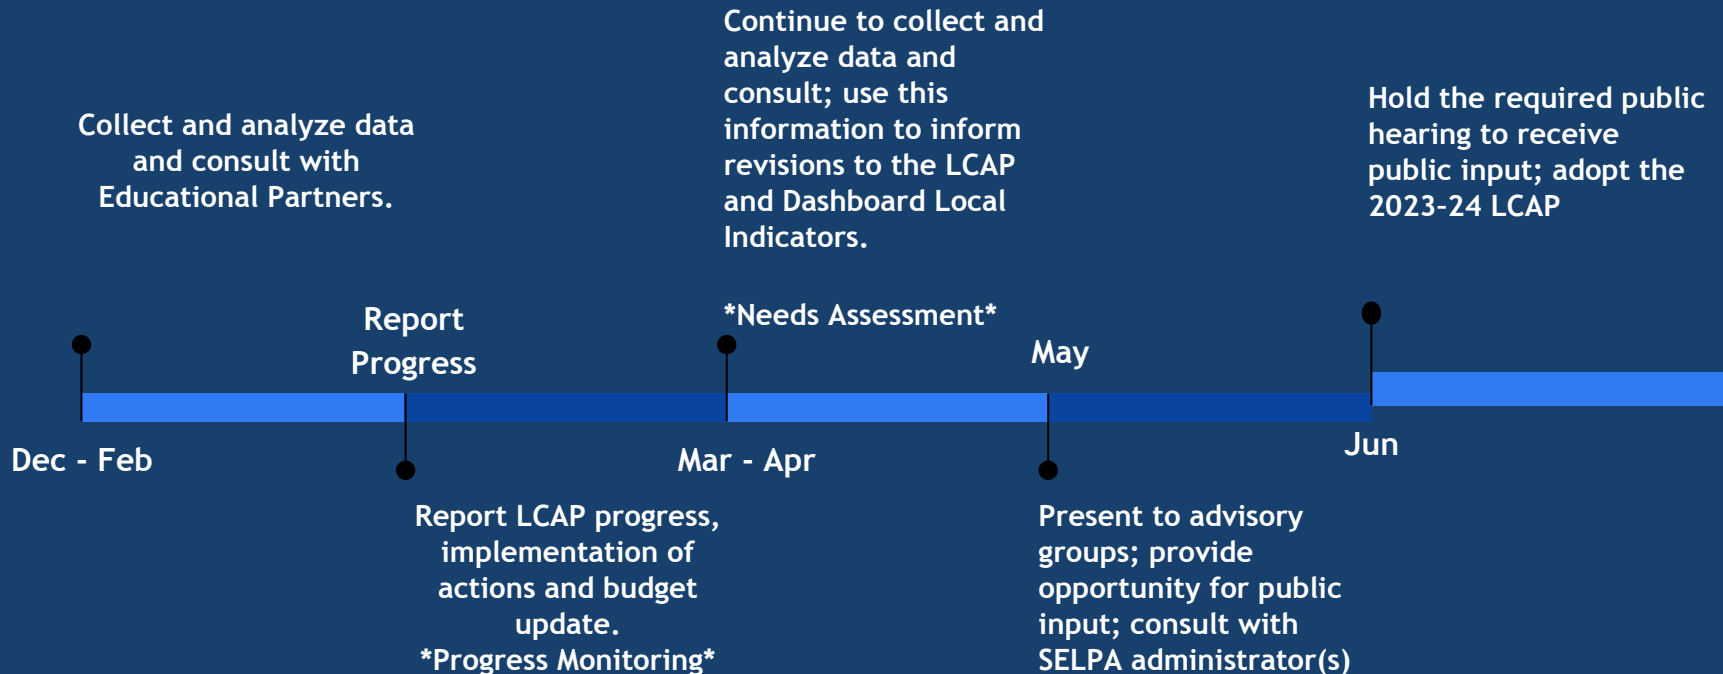 Collect and analyze data
and consult with
Educational Partners.
Dec - Feb
Report
Progress
Report LCAP progress,
implementation of
actions and budget
update.
*Progress Monitoring*
Continue to collect and
analyze data and
consult; use this
information to inform
revisions to the LCAP
and Dashboard Local
Indicators.
*Needs Assessment*
Mar - Apr
May
Present to advisory
groups; provide
opportunity for public
input; consult with
SELPA administrator(s)
Hold the required public
hearing to receive
public input; adopt the
2023–24 LCAP
Jun